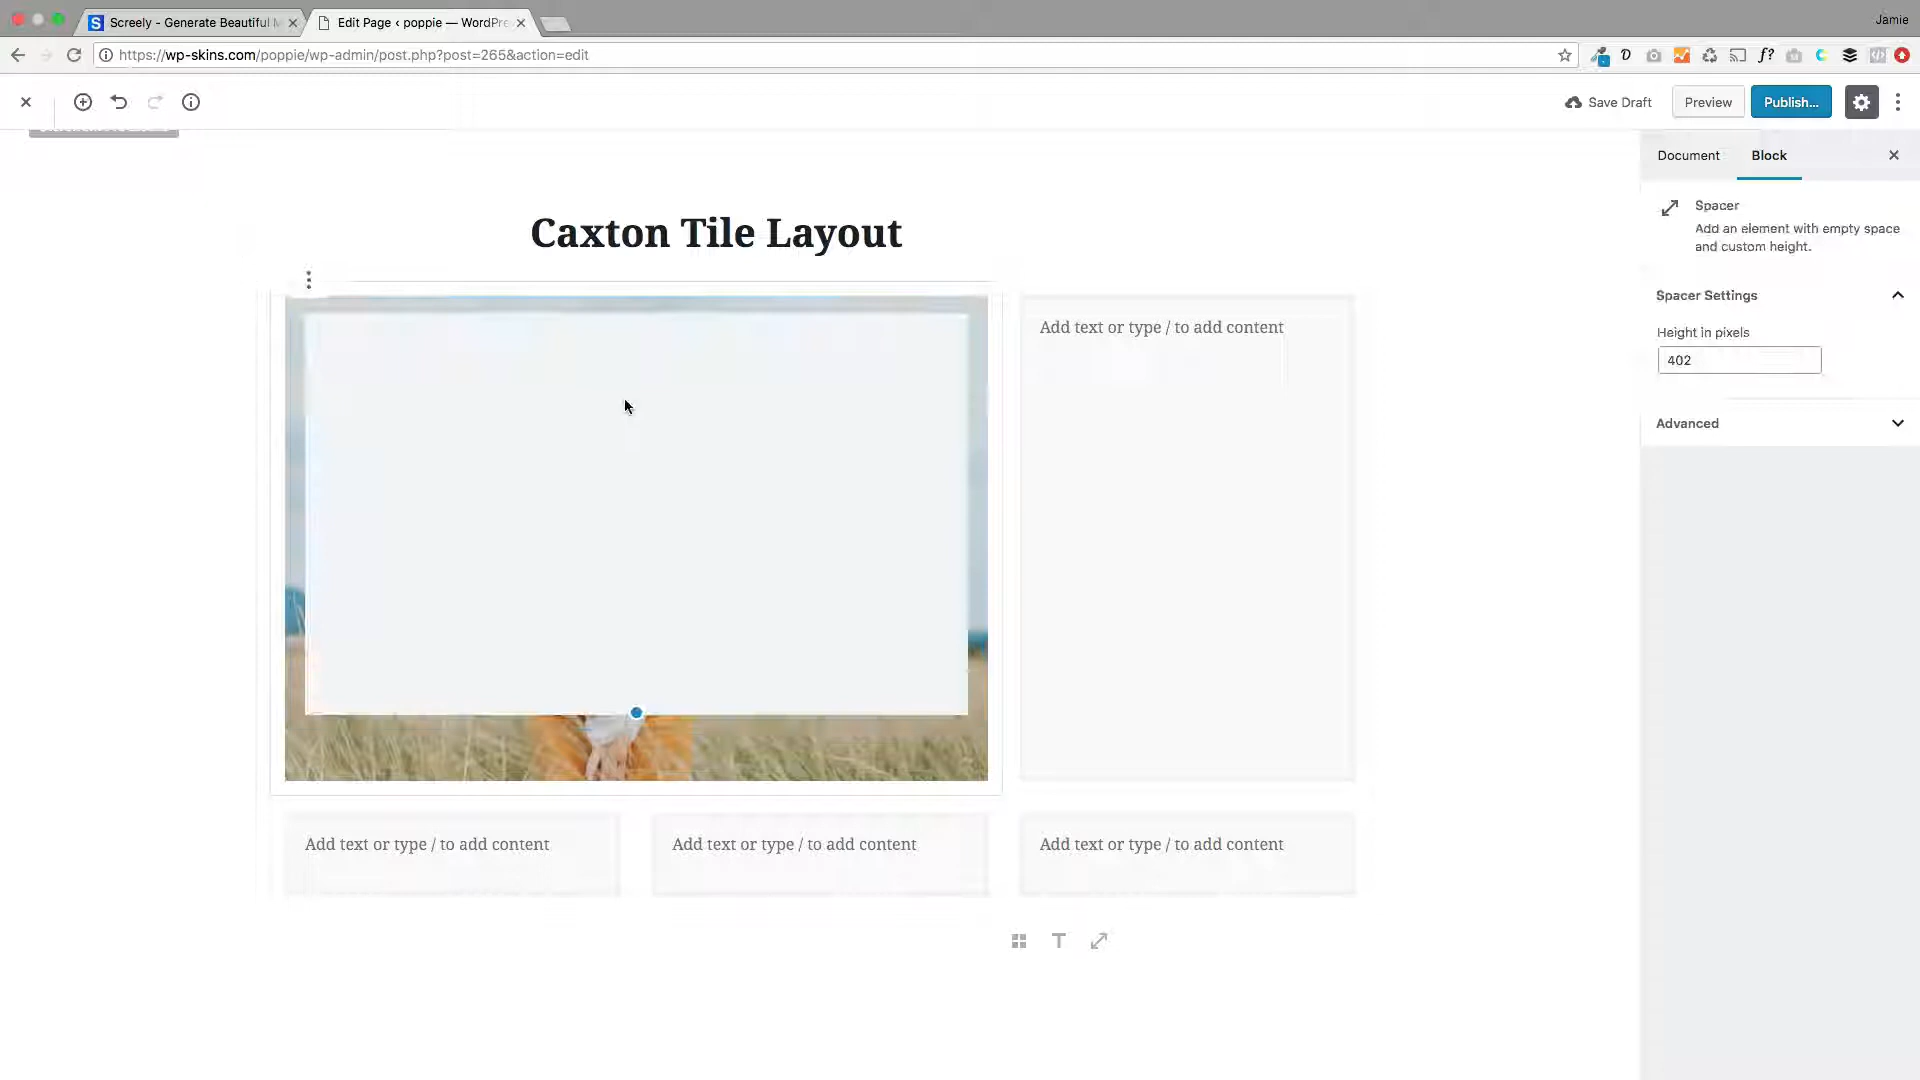 Jamie
Screely - Generate Beautiful M
Edit Page ‹ poppie — WordPre
https://wp-skins.com/poppie/wp-admin/post.php?post=265&action=edit
Save Draft
Preview
Publish...
Document
Block
Spacer
Add an element with empty space
and custom height.
Caxton Tile Layout
Spacer Settings
Add text or type / to add content
Height in pixels
402
Advanced
Add text or type / to add content
Add text or type / to add content
Add text or type / to add content